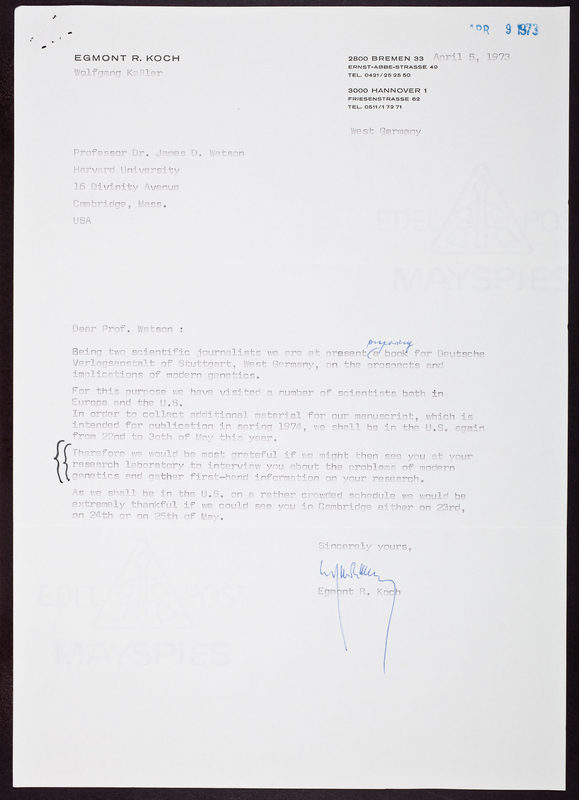 APR 9 1973
EGMONT R. KOCH
Wolfgang Keßler
2800 BREMEN 33 April 5, 1973
ERNST-ABBE-STRASSE 49
TEL. 0421/25 25 50
3000 HANNOVER 1
FRIESENSTRASSE 62
TEL. 0511/1 72 71
West Germany
Professor Dr. James D. Watson
Harvard University
16 Divinity Avenue
Cambridge, Mass.
USA
EDEL POST
MAYSPIES
Dear Prof. Watson :
preparing
Being two scientific journalists we are at present a book for Deutsche
Verlagsanstalt of Stuttgart, West Germany, on the prospects and
implications of modern genetics.
For this purpose we have visited a number of scientists both in
Europe and the U.S.
In order to collect additional material for our manuscript, which is
intended for publication in spring 1974, we shall be in the U.S. again
from 22nd to 30th of May this year.
Therefore we would be most grateful if we might then see you at your
research laboratory to interview you about the problems of modern
genetics and gather first-hand information on your research.
As we shall be in the U.S. on a rather crowded schedule we would be
extremely thankful if we could see you in Cambridge either on 23rd,
on 24th or on 25th of May.
Sincerely yours,
Egmont R. Koch
EDEL POST
MAYSPIES